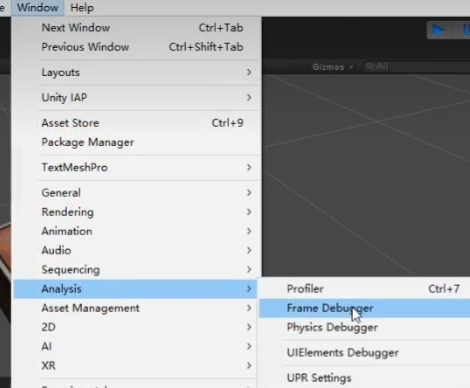 Window Help
Next Window Ctrl+Tab
Previous Window Ctrl+Shift+Tab
Gizmos
All
Layouts
Unity IAP
Asset Store Ctrl+9
Package Manager
TextMeshPro
General
Rendering
Animation
Audio
Sequencing
Analysis
Profiler Ctrl+7
Asset Management
Frame Debugger
2D
Physics Debugger
AI
UIElements Debugger
XR
UPR Settings